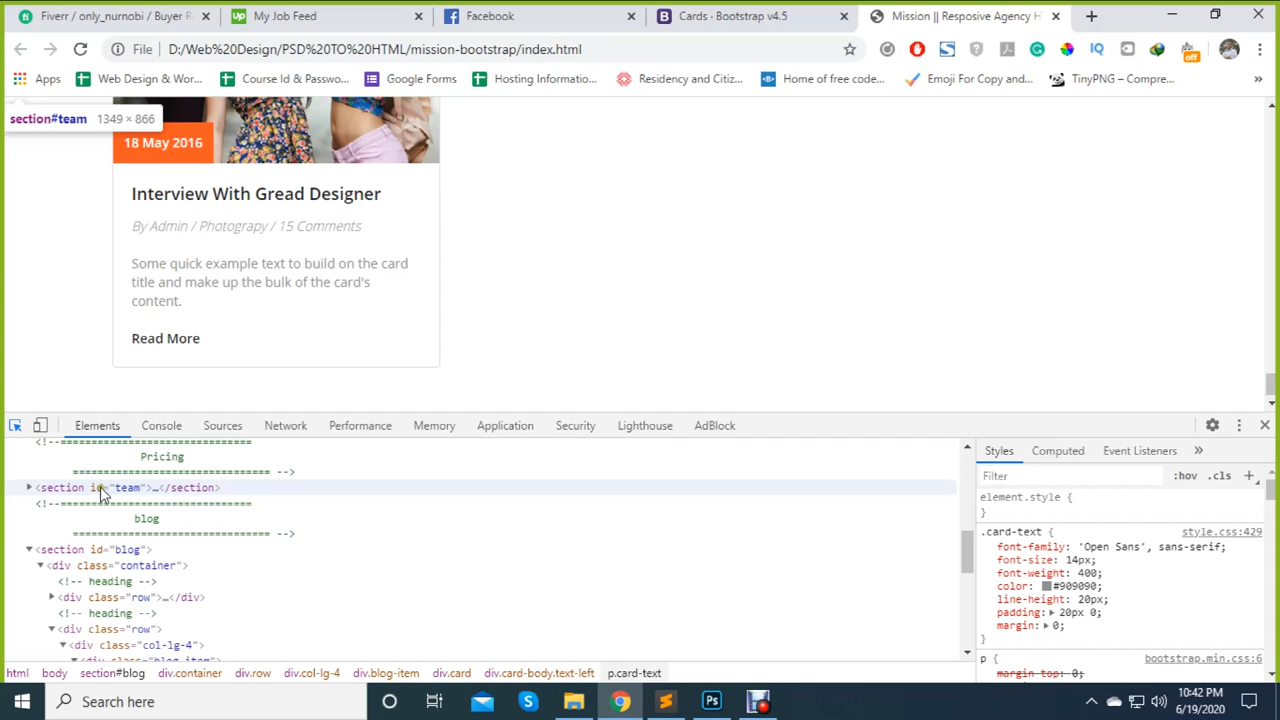 Fiverr / only_nurnobi / Buyer R
My Job Feed
Facebook
Cards · Bootstrap v4.5
Mission || Resposive Agency H
File
D:/Web%20Design/PSD%20TO%20HTML/mission-bootstrap/index.html
Apps
Web Design & Wor...
Course Id & Passwo...
Google Forms
Hosting Informatio...
Residency and Citiz...
Home of free code...
Emoji For Copy and...
TinyPNG – Compre...
»
section#team 1349 × 866
18 May 2016
Interview With Gread Designer
By Admin / Photograpy / 15 Comments
Some quick example text to build on the card
title and make up the bulk of the card's
content.
Read More
Elements
Console
Sources
Network
Performance
Memory
Application
Security
Lighthouse
AdBlock
<!--==============================
Pricing
=============================== -->
<section id="team">…</section>
<!--==============================
blog
=============================== -->
<section id="blog">
<div class="container">
<!-- heading -->
<div class="row">…</div>
<!-- heading -->
<div class="row">
<div class="col-lg-4">
<div class="blog-item">
html body section#blog div.container div.row div.col-lg-4 div.blog-item div.card div.card-body.text-left p.card-text
Styles
Computed
Event Listeners
»
Filter
:hov .cls +
element.style {
}
.card-text { style.css:429
font-family: 'Open Sans', sans-serif;
font-size: 14px;
font-weight: 400;
color: #909090;
line-height: 20px;
padding: 20px 0;
margin: 0;
}
p { bootstrap.min.css:6
margin-top: 0;
Search here
10:42 PM
6/19/2020